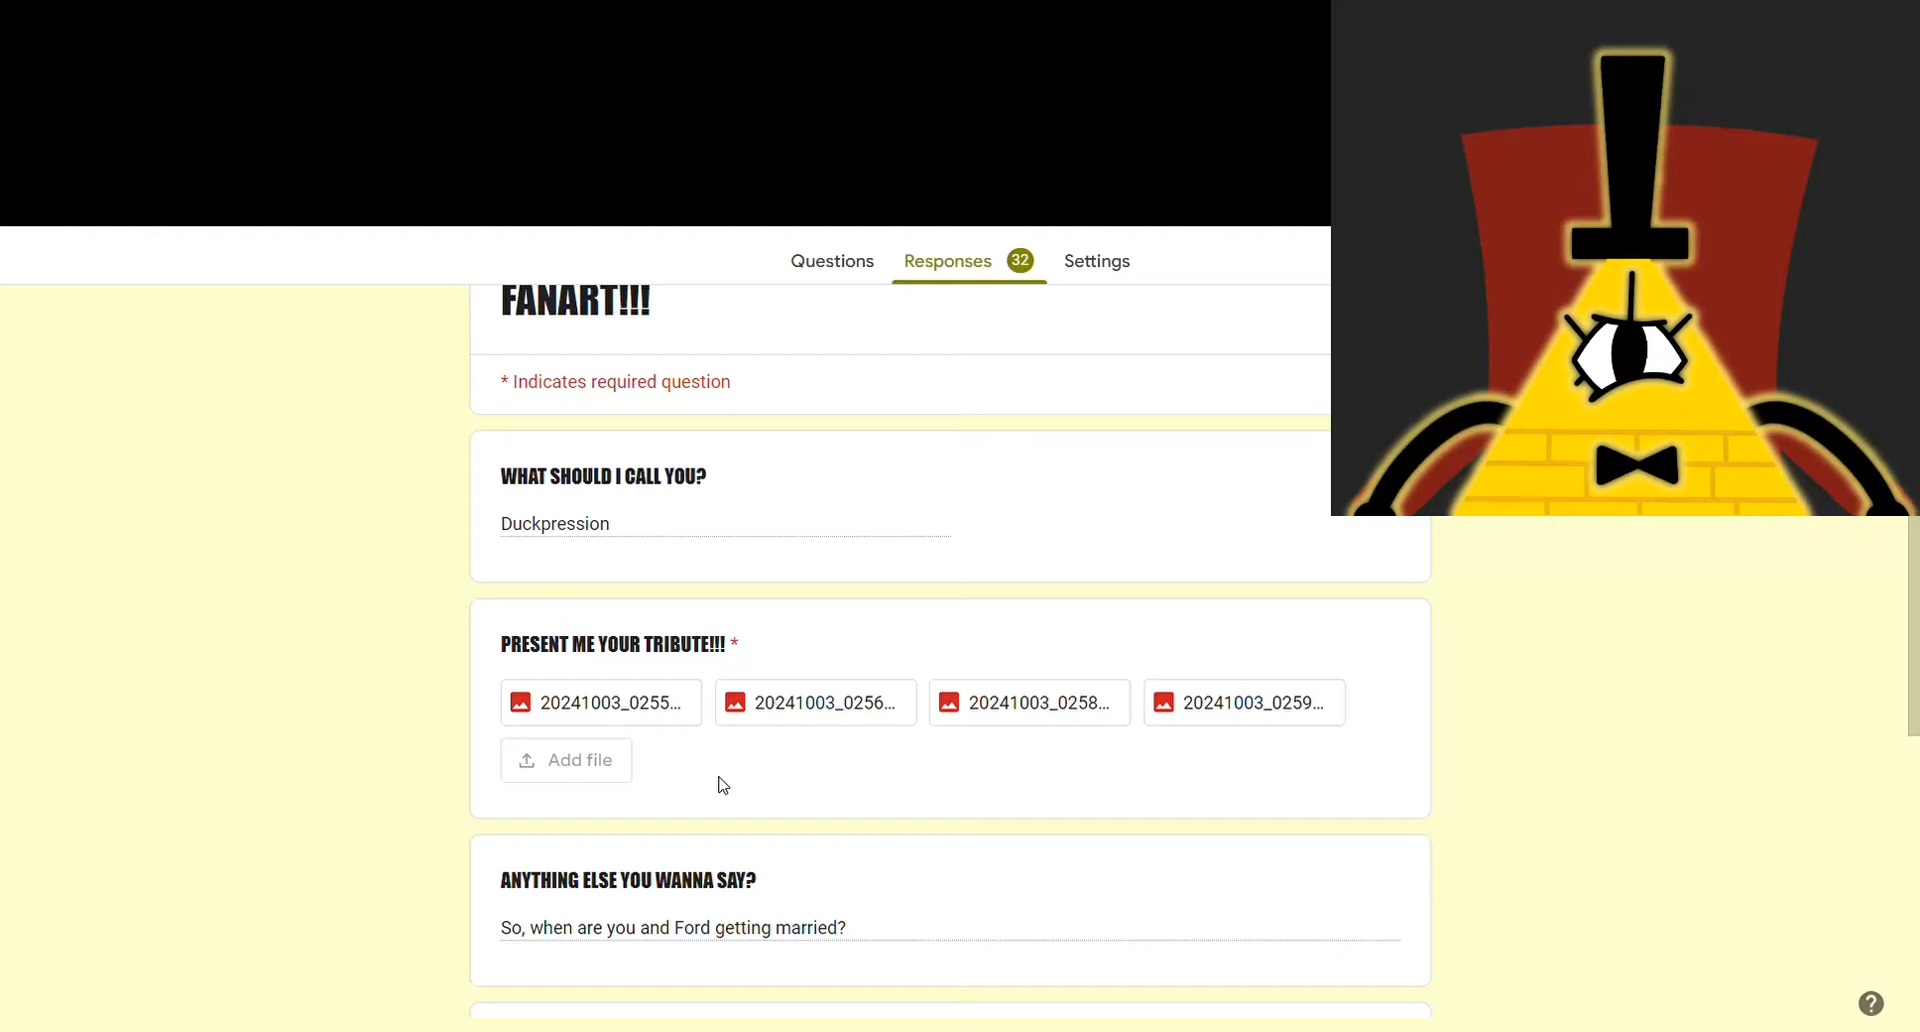 Questions Responses 32 Settings
FANART!!!
* Indicates required question
WHAT SHOULD I CALL YOU?
Duckpression
PRESENT ME YOUR TRIBUTE!!! *
20241003_0255... 20241003_0256... 20241003_0258... 20241003_0259...
Add file
ANYTHING ELSE YOU WANNA SAY?
So, when are you and Ford getting married?